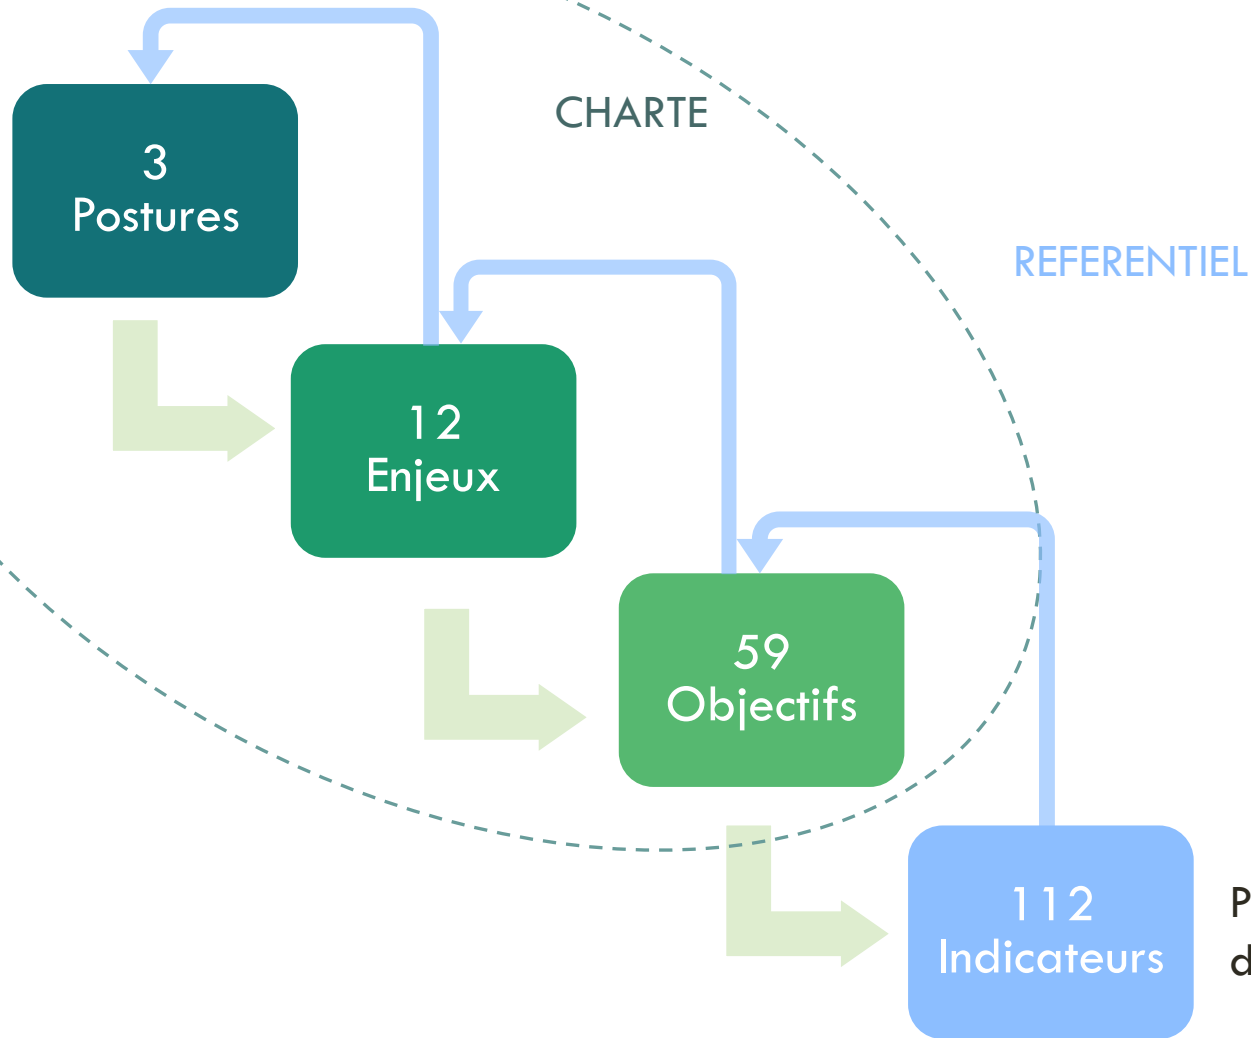 CHARTE
3
Postures
REFERENTIEL
12
Enjeux
59
Objectifs
112
Indicateurs